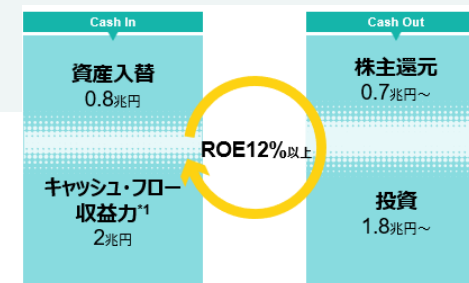 Cash In
資産入替
0.8兆円
キャッシュ・フロー
収益力*1
2兆円
ROE12%以上
Cash Out
株主還元
0.7兆円～
投資
1.8兆円～